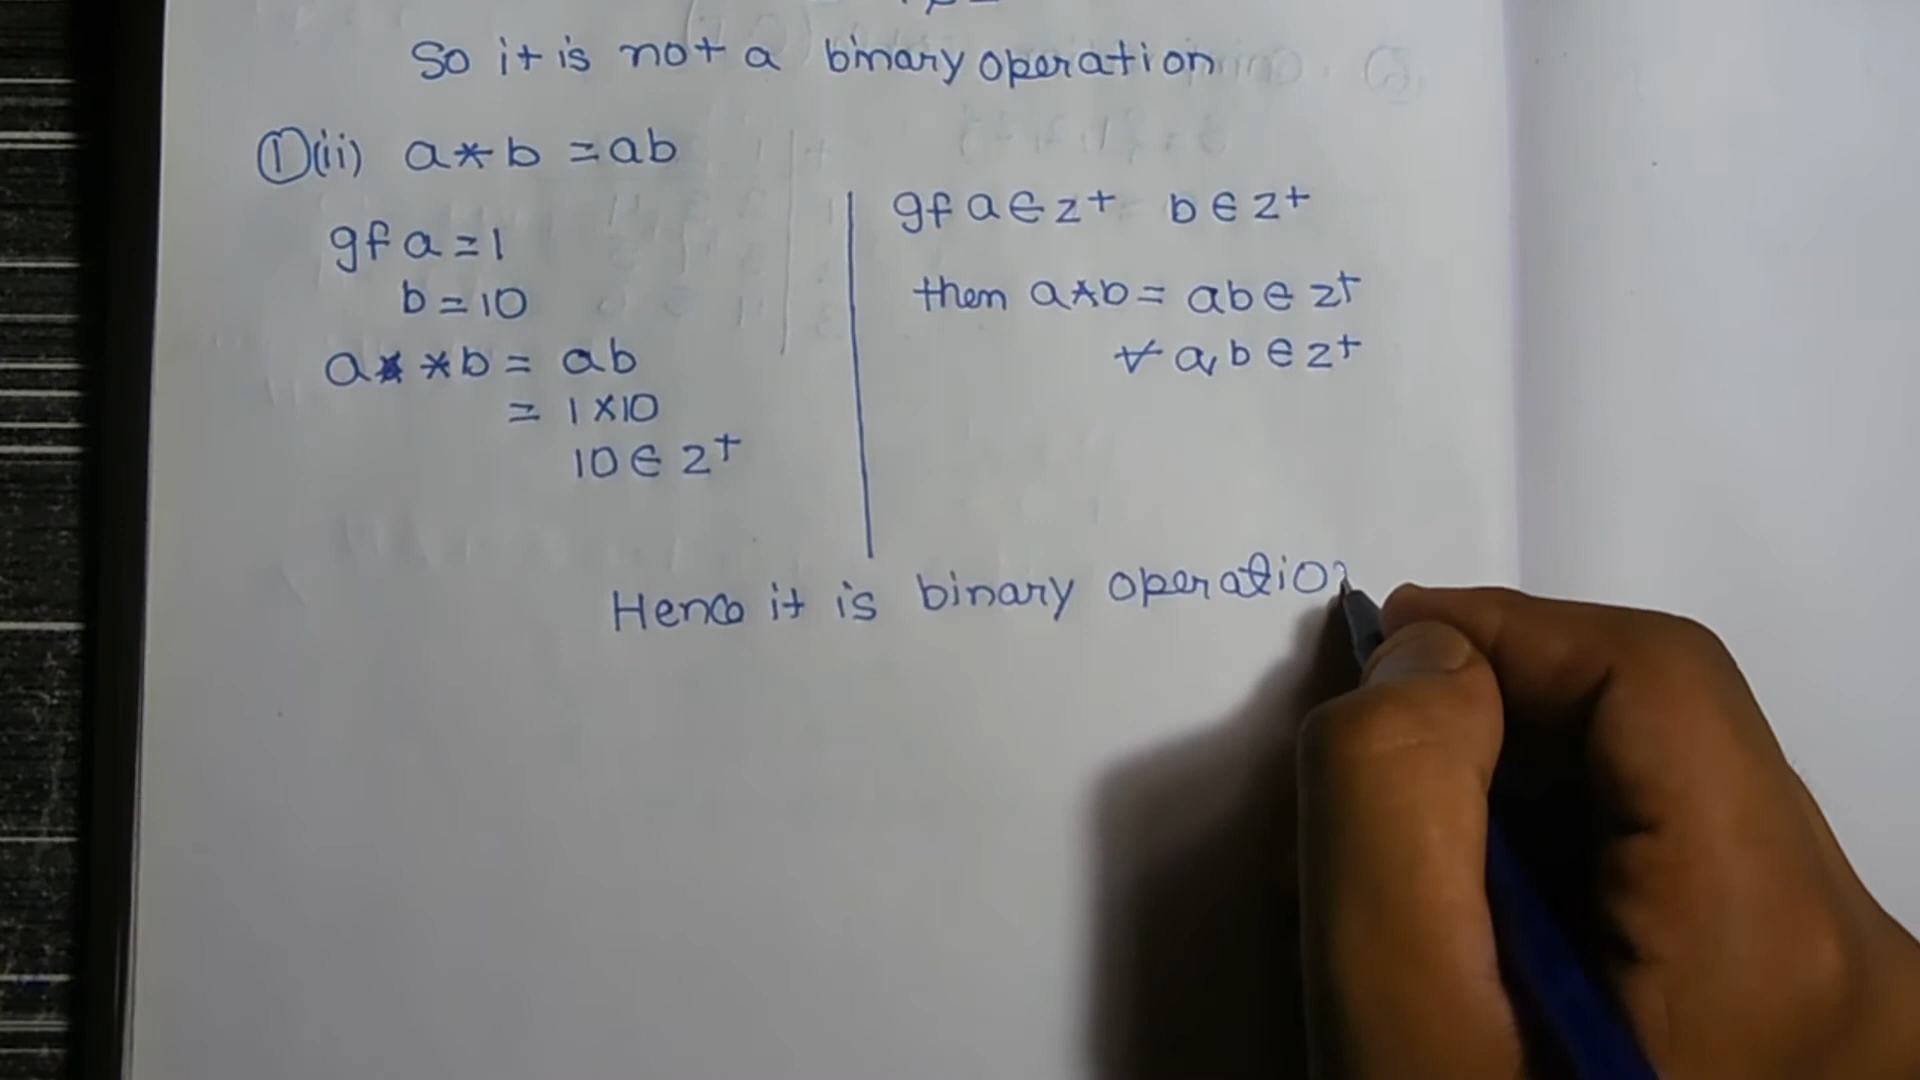 So it is not a binary operation
①(ii) a*b = ab
If a=1
b=10
a**b = ab
= 1×10
10 ∈ z+
If a∈z+ b∈z+
then a*b = ab∈z+
∀ a,b∈z+
Hence it is binary operation